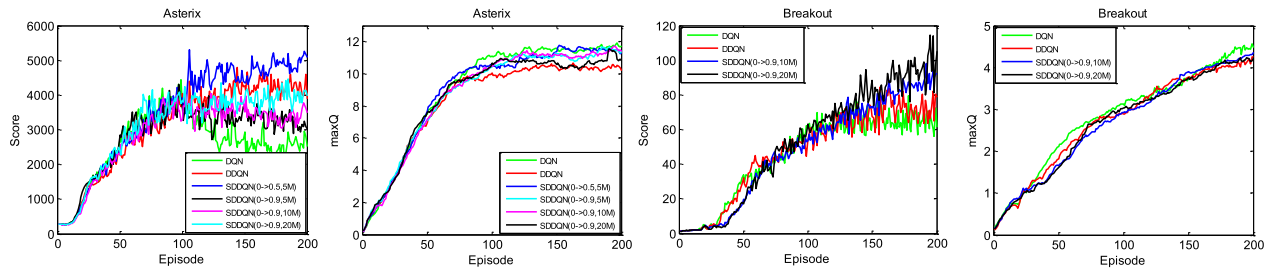 Asterix
Score
6000
5000
4000
3000
2000
1000
0
DQN
DDQN
SDDQN(0->0.5,5M)
SDDQN(0->0.9,5M)
SDDQN(0->0.9,10M)
SDDQN(0->0.9,20M)
0 50 100 150 200
Episode
Asterix
maxQ
12
10
8
6
4
2
0
DQN
DDQN
SDDQN(0->0.5,5M)
SDDQN(0->0.9,5M)
SDDQN(0->0.9,10M)
SDDQN(0->0.9,20M)
0 50 100 150 200
Episode
Breakout
Score
120
100
80
60
40
20
0
DQN
DDQN
SDDQN(0->0.9,10M)
SDDQN(0->0.9,20M)
0 50 100 150 200
Episode
Breakout
maxQ
5
4
3
2
1
0
DQN
DDQN
SDDQN(0->0.9,10M)
SDDQN(0->0.9,20M)
0 50 100 150 200
Episode